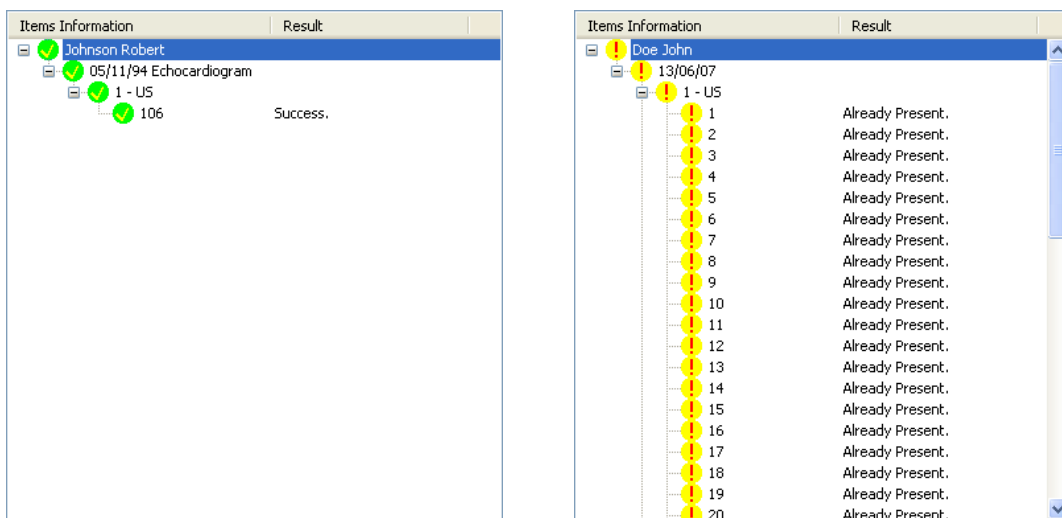 Items Information Result
Johnson Robert
05/11/94 Echocardiogram
1 - US
106 Success.
Items Information Result
Doe John
13/06/07
1 - US
1 Already Present.
2 Already Present.
3 Already Present.
4 Already Present.
5 Already Present.
6 Already Present.
7 Already Present.
8 Already Present.
9 Already Present.
10 Already Present.
11 Already Present.
12 Already Present.
13 Already Present.
14 Already Present.
15 Already Present.
16 Already Present.
17 Already Present.
18 Already Present.
19 Already Present.
20 Already Present.